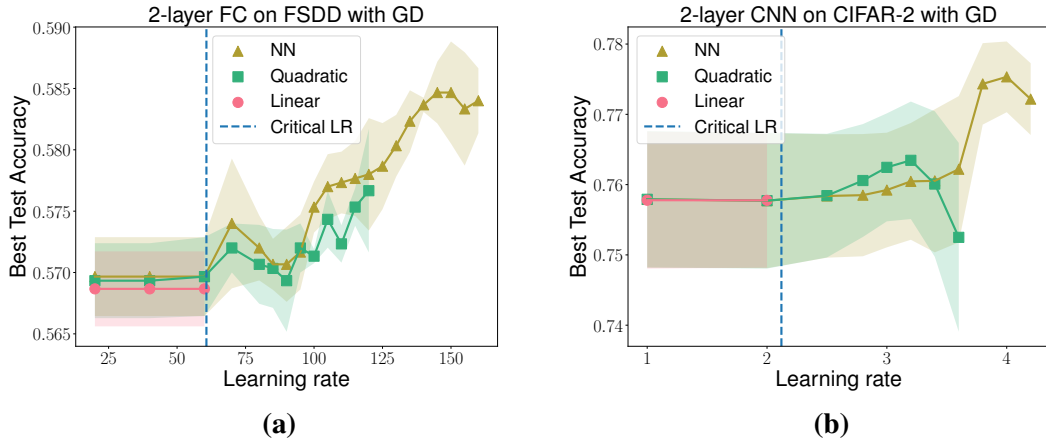 2-layer FC on FSDD with GD
0.590
0.585
0.580
0.575
0.570
0.565
Best Test Accuracy
NN
Quadratic
Linear
Critical LR
25 50 75 100 125 150
Learning rate
(a)
2-layer CNN on CIFAR-2 with GD
0.78
0.77
0.76
0.75
0.74
Best Test Accuracy
NN
Quadratic
Linear
Critical LR
1 2 3 4
Learning rate
(b)